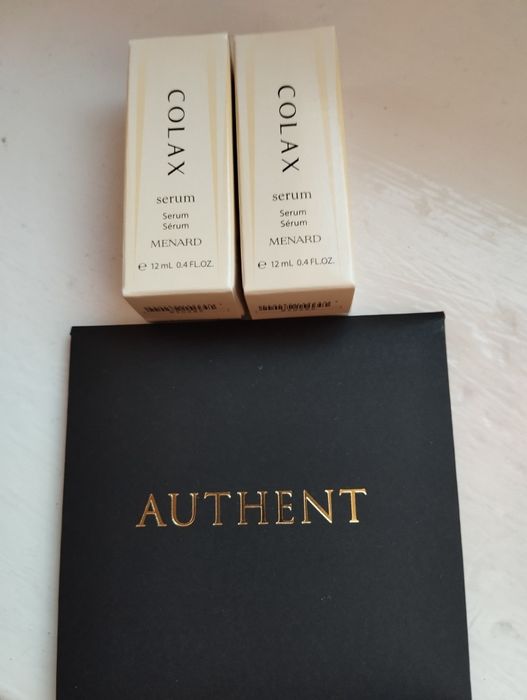 COLAX
serum
Serum
Sérum
MENARD
℮ 12 mL 0.4 FL.OZ.
COLAX
serum
Serum
Sérum
MENARD
℮ 12 mL 0.4 FL.OZ.
AUTHENT